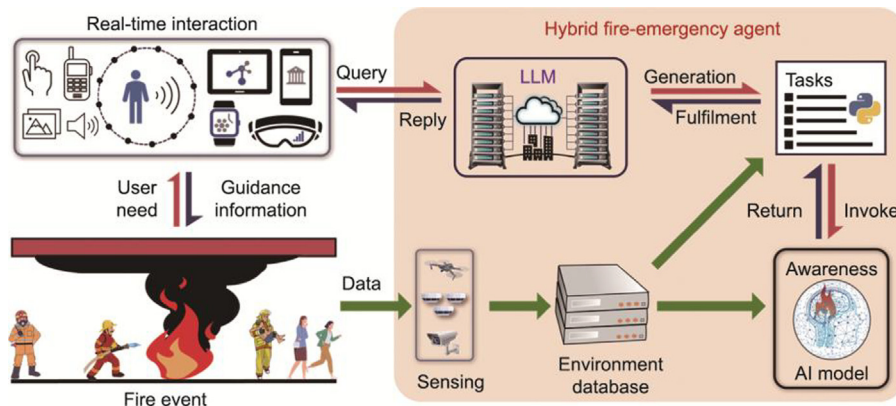 Real-time interaction
Hybrid fire-emergency agent
Query
Reply
LLM
Generation
Fulfilment
Tasks
User
need
Guidance
information
Return
Invoke
Data
Sensing
Environment
database
Awareness
AI model
Fire event